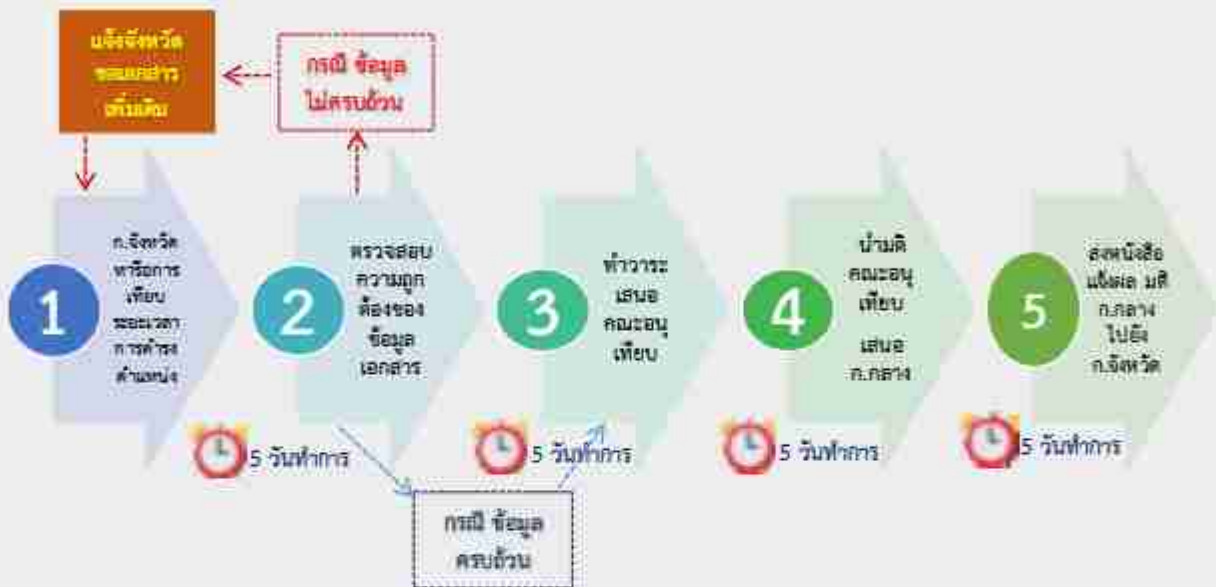 แจ้งจังหวัด
ขอเอกสาร
เพิ่มเติม
กรณี ข้อมูล
ไม่ครบถ้วน
1
ก.จังหวัด
หารือการ
เทียบ
ระยะเวลา
การดำรง
ตำแหน่ง
2
ตรวจสอบ
ความถูก
ต้องของ
ข้อมูล
เอกสาร
3
ทำวาระ
เสนอ
คณะอนุ
เทียบ
4
นำมติ
คณะอนุ
เทียบ
เสนอ
ก.กลาง
5
ส่งหนังสือ
แจ้งผล มติ
ก.กลาง
ไปยัง
ก.จังหวัด
5 วันทำการ
5 วันทำการ
5 วันทำการ
5 วันทำการ
กรณี ข้อมูล
ครบถ้วน